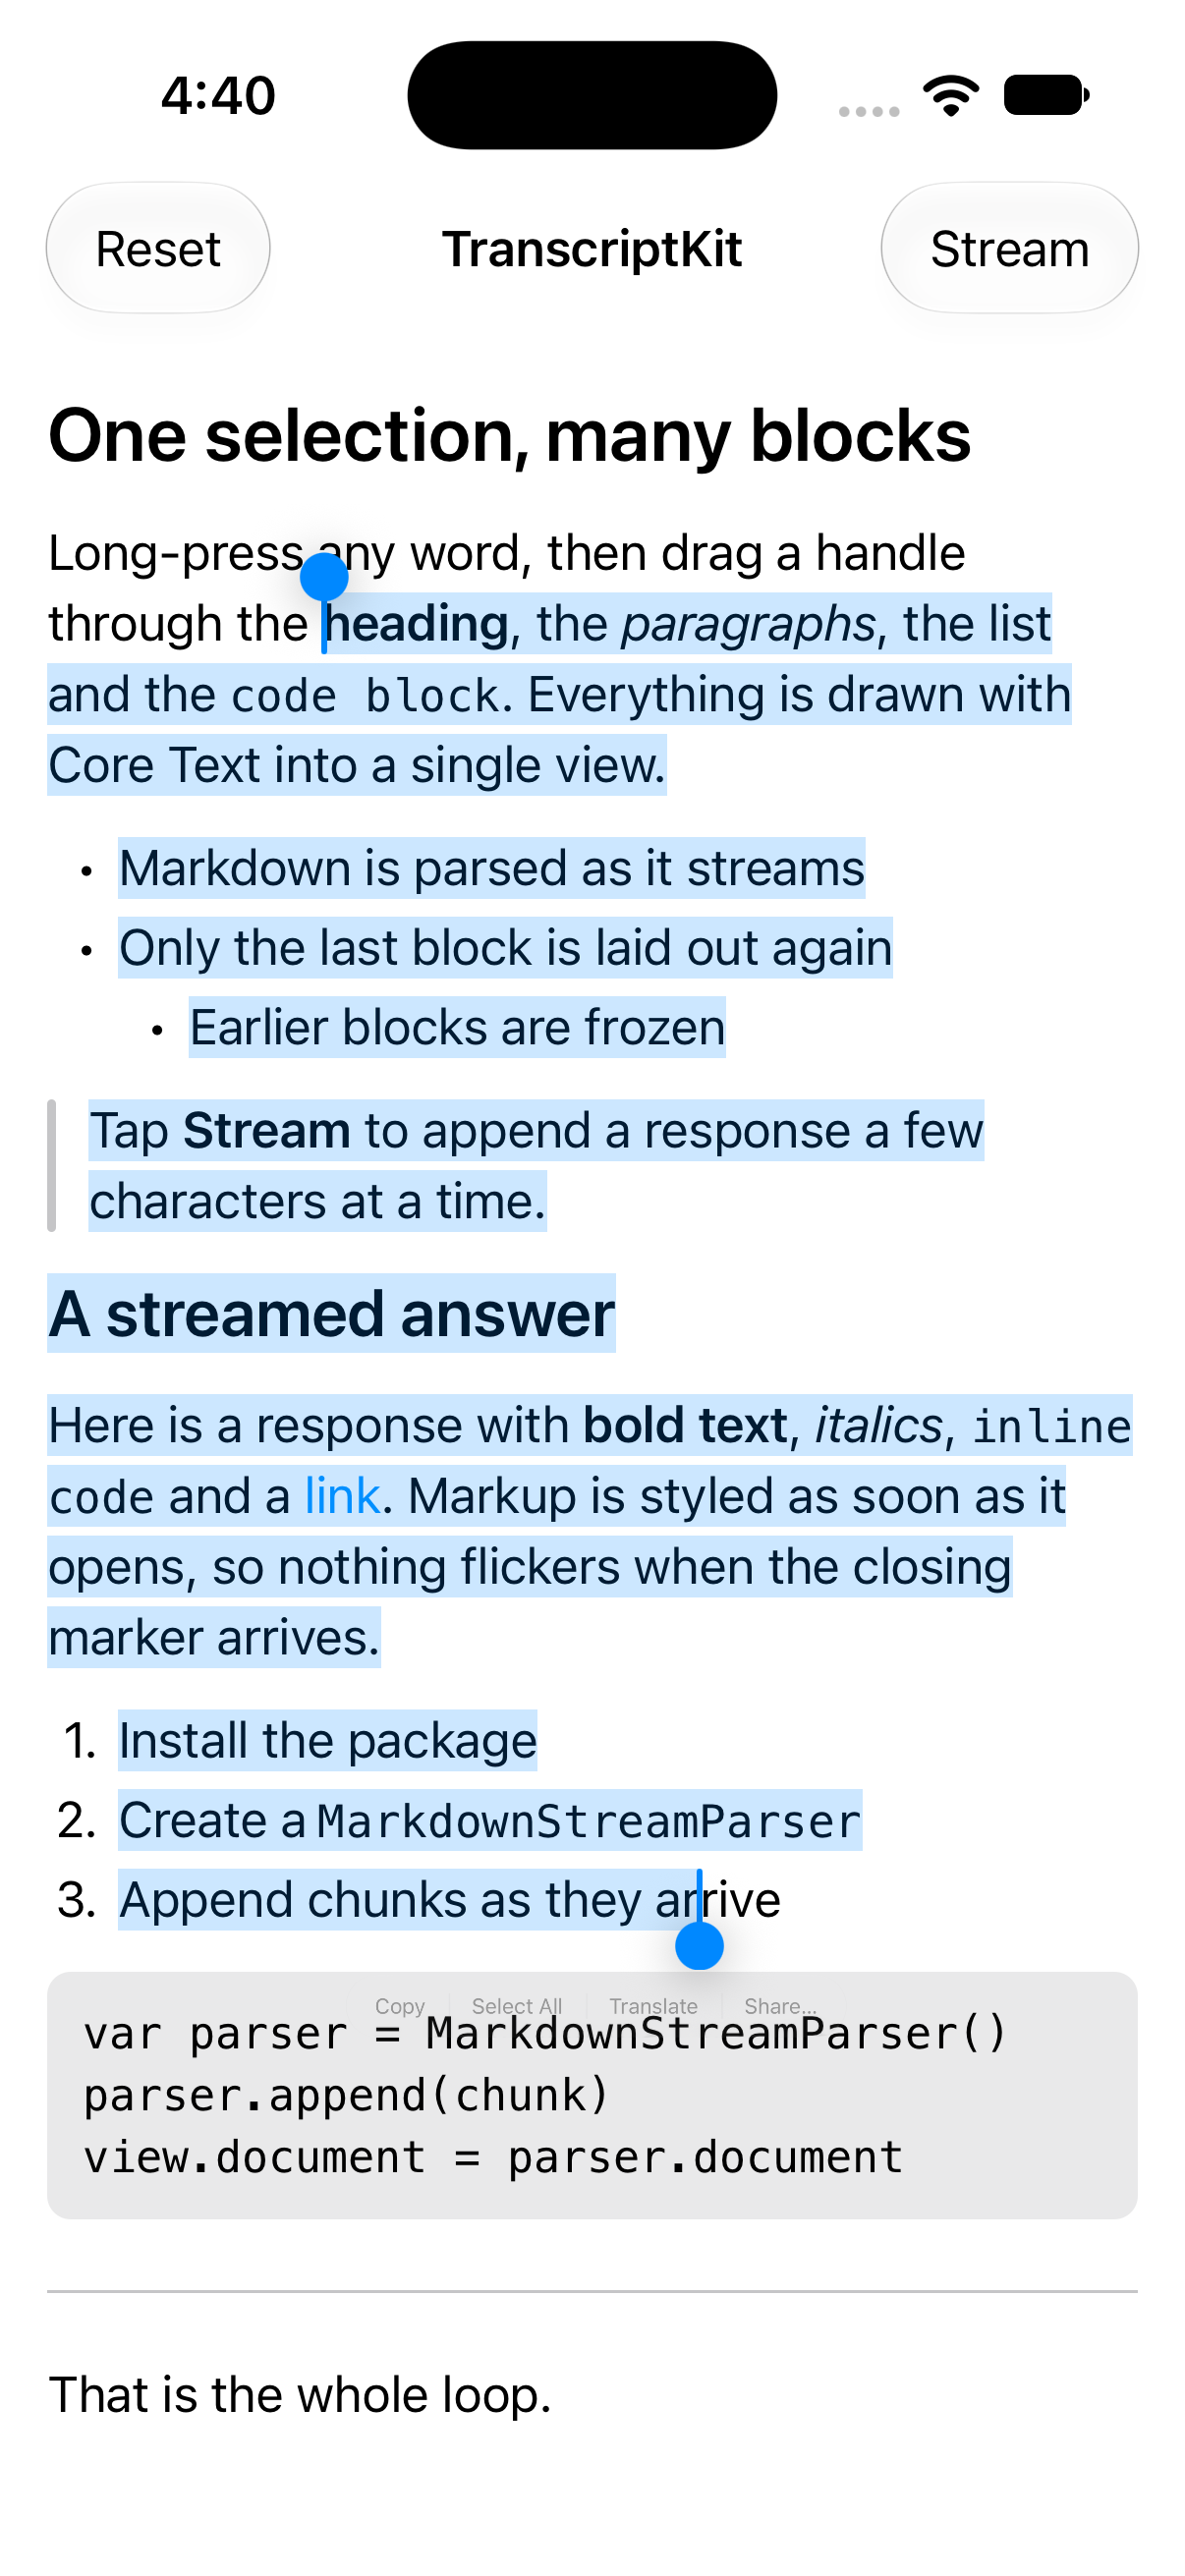 4:40
Reset
TranscriptKit
Stream
One selection, many blocks
Long-press any word, then drag a handle
through the heading, the paragraphs, the list
and the code block. Everything is drawn with
Core Text into a single view.
• Markdown is parsed as it streams
• Only the last block is laid out again
• Earlier blocks are frozen
Tap Stream to append a response a few
characters at a time.
A streamed answer
Here is a response with bold text, italics, inline
code and a link. Markup is styled as soon as it
opens, so nothing flickers when the closing
marker arrives.
1. Install the package
2. Create a MarkdownStreamParser
3. Append chunks as they arrive
Copy Select All Translate Share...
var parser = MarkdownStreamParser()
parser.append(chunk)
view.document = parser.document
That is the whole loop.